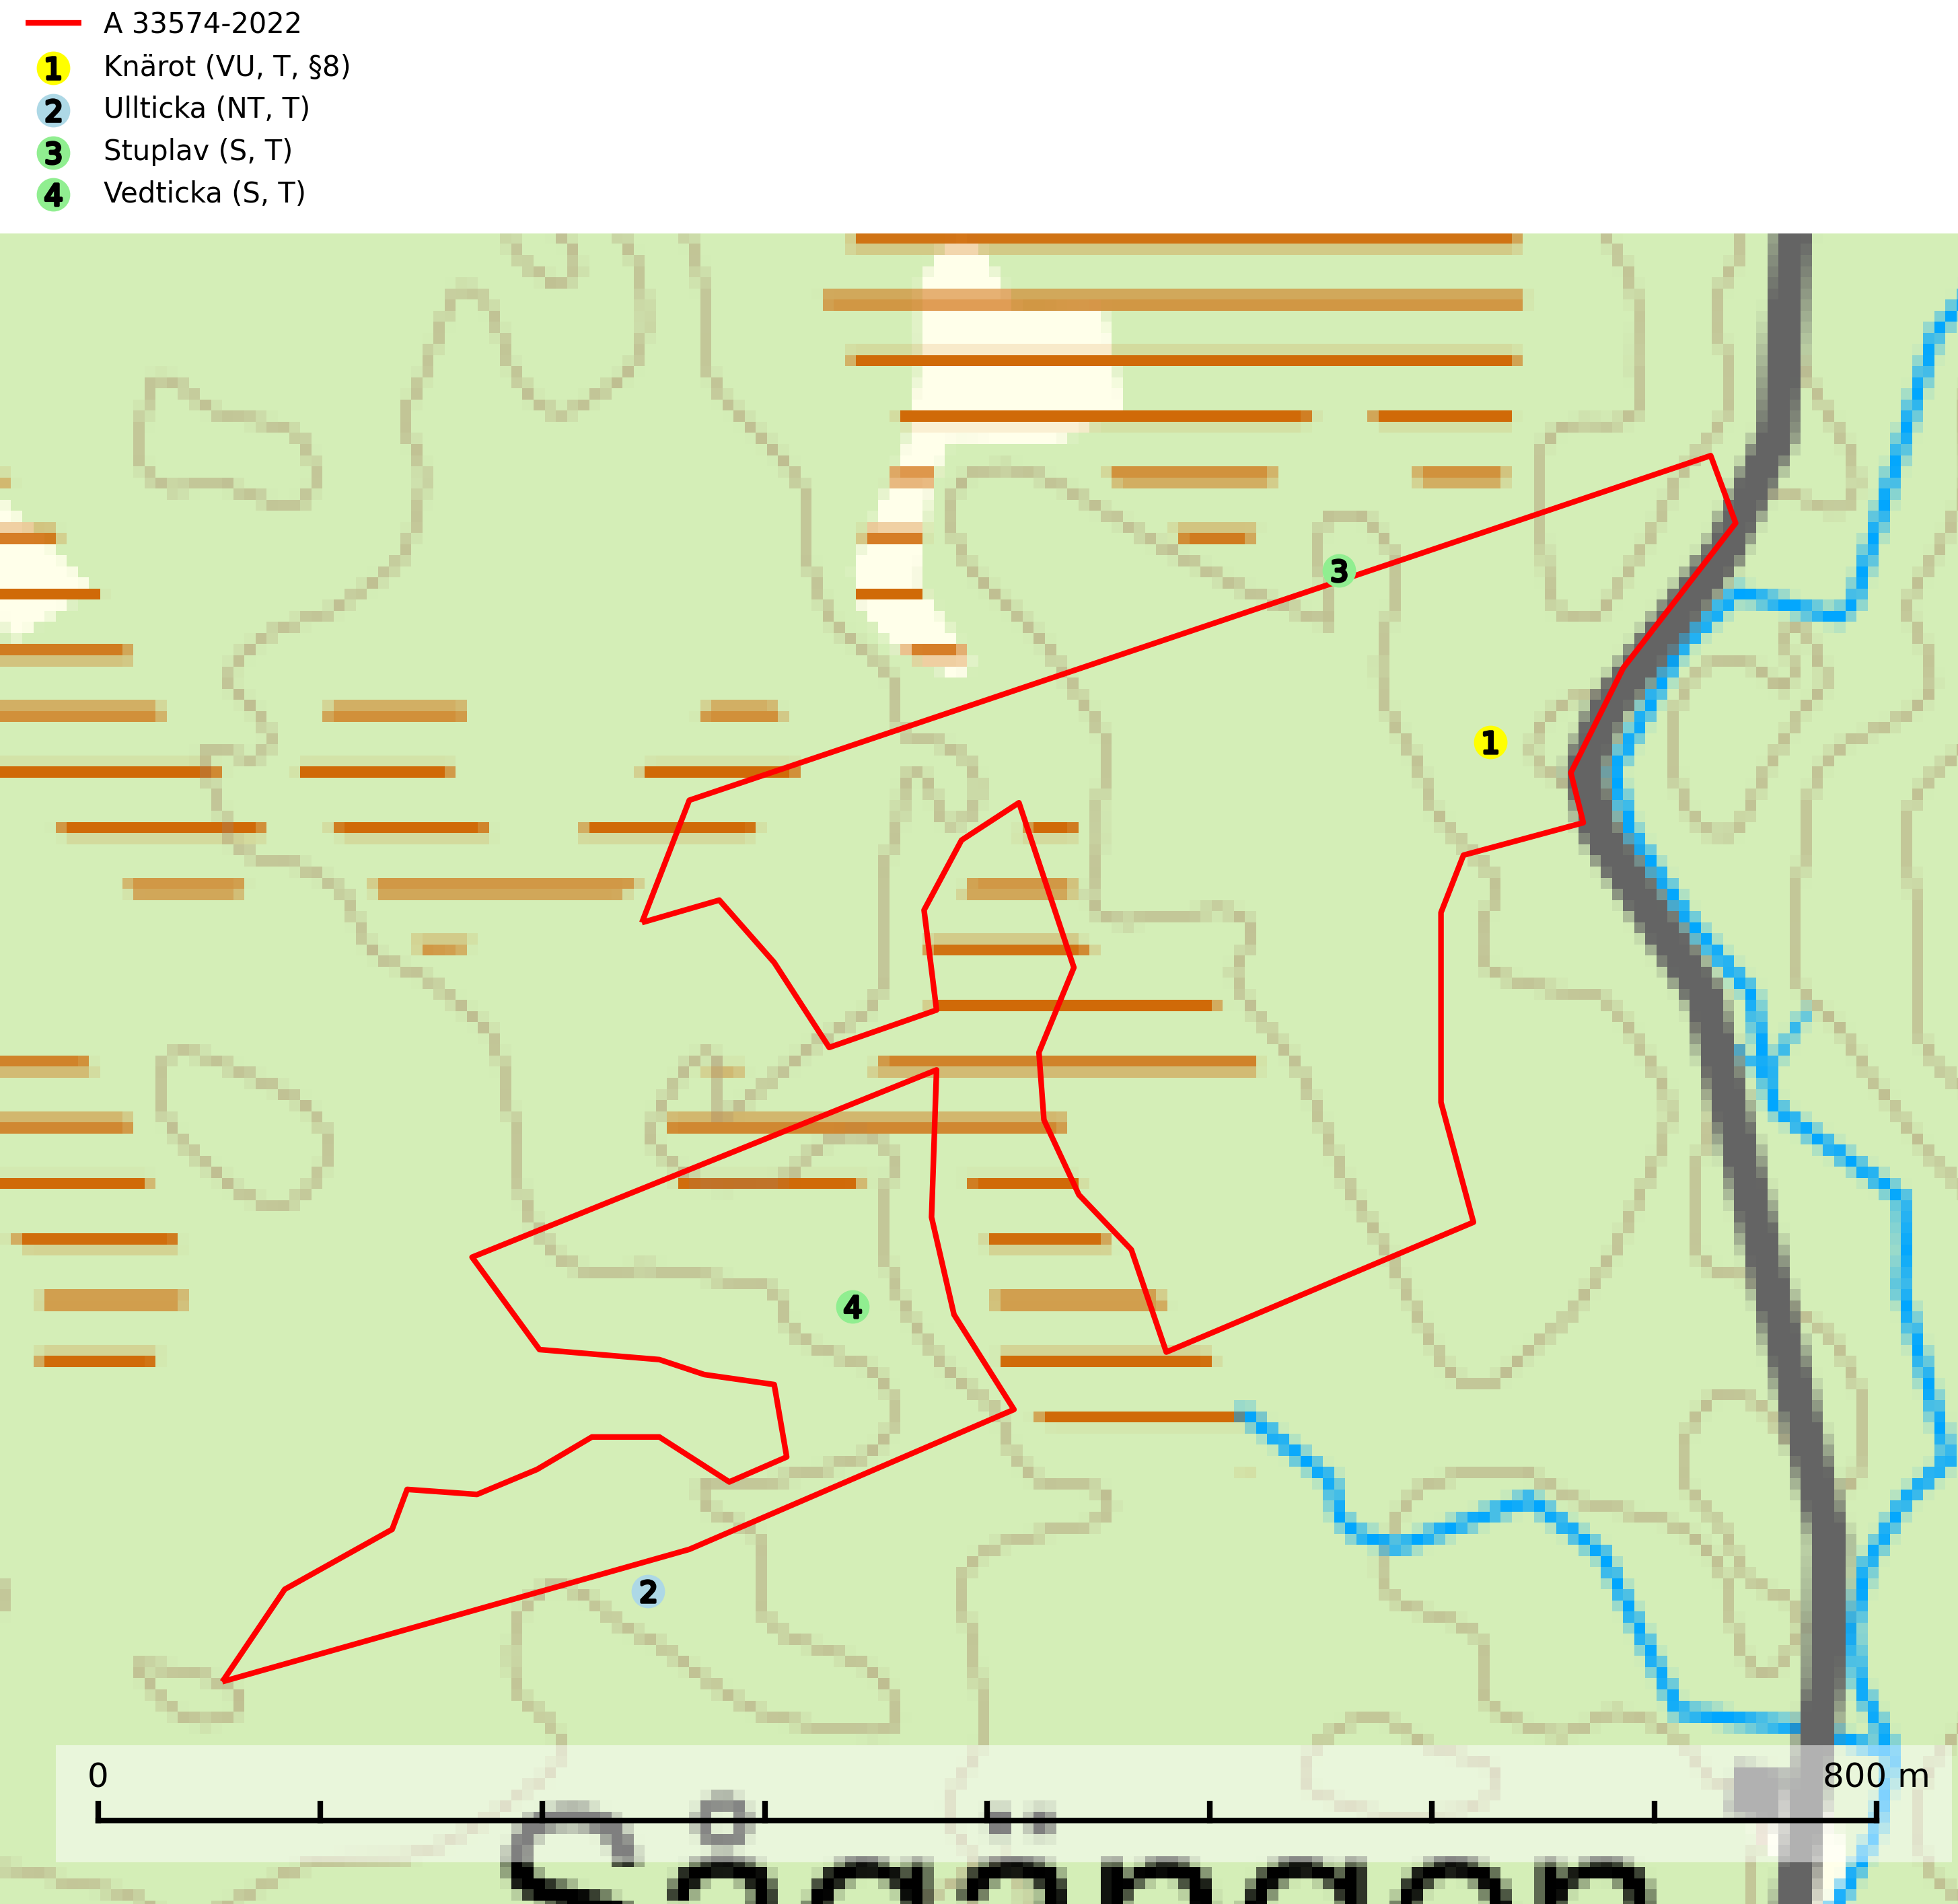 A 33574-2022
1 Knärot (VU, T, §8)
2 Ullticka (NT, T)
3 Stuplav (S, T)
4 Vedticka (S, T)
3
1
4
2
0 800 m